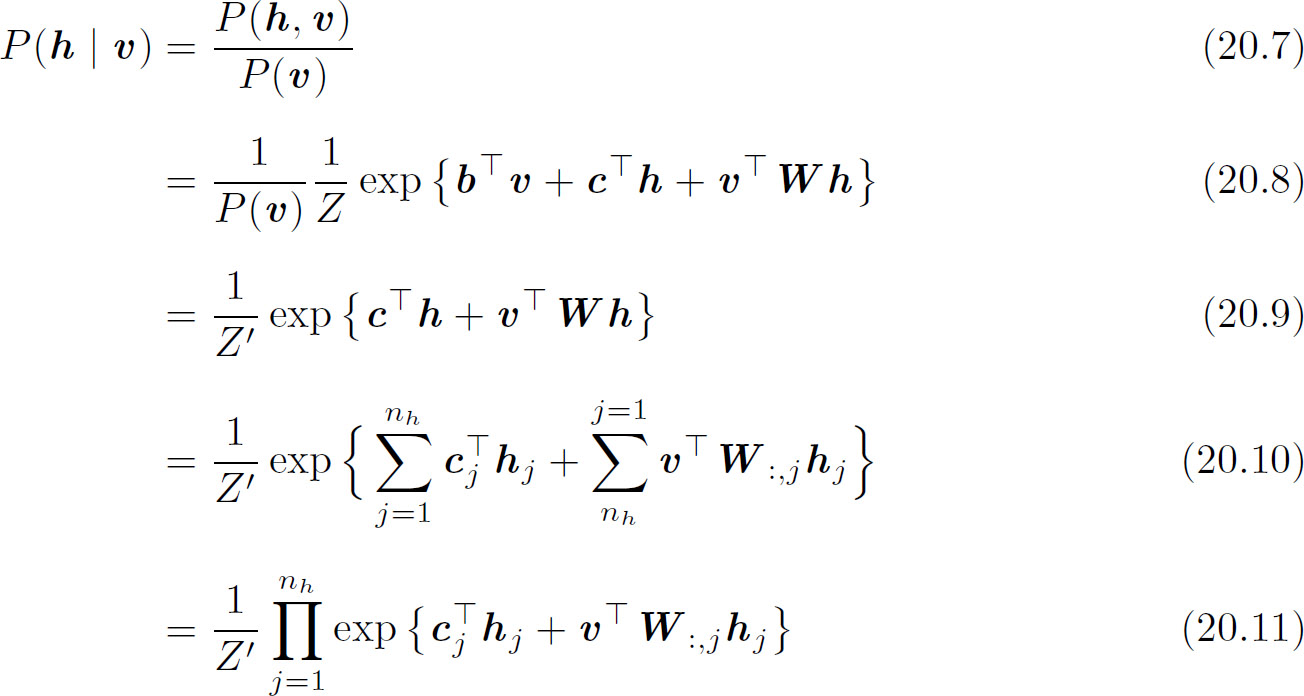 P(h | v) = P(h, v) / P(v) (20.7)
= 1/P(v) 1/Z exp {b⊤v + c⊤h + v⊤Wh} (20.8)
= 1/Z′ exp {c⊤h + v⊤Wh} (20.9)
= 1/Z′ exp { ∑_{j=1}^{n_h} c_j^⊤ h_j + ∑_{n_h}^{j=1} v⊤ W_{:,j} h_j } (20.10)
= 1/Z′ ∏_{j=1}^{n_h} exp {c_j^⊤ h_j + v⊤ W_{:,j} h_j} (20.11)